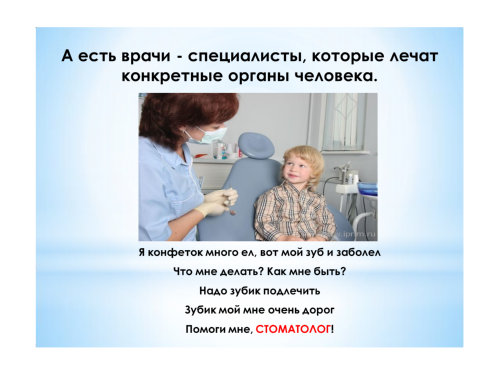 А есть врачи - специалисты, которые лечат
конкретные органы человека.
Я конфеток много ел, вот мой зуб и заболел
Что мне делать? Как мне быть?
Надо зубик подлечить
Зубик мой мне очень дорог
Помоги мне, СТОМАТОЛОГ!